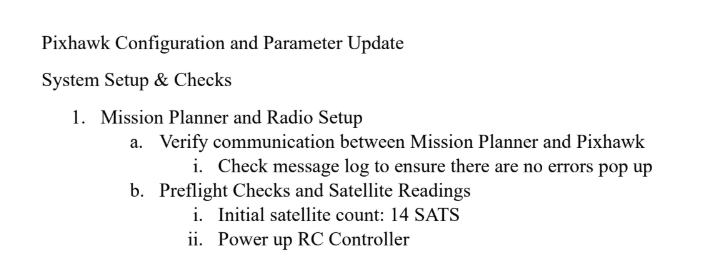 Pixhawk Configuration and Parameter Update
System Setup & Checks
1. Mission Planner and Radio Setup
a. Verify communication between Mission Planner and Pixhawk
i. Check message log to ensure there are no errors pop up
b. Preflight Checks and Satellite Readings
i. Initial satellite count: 14 SATS
ii. Power up RC Controller